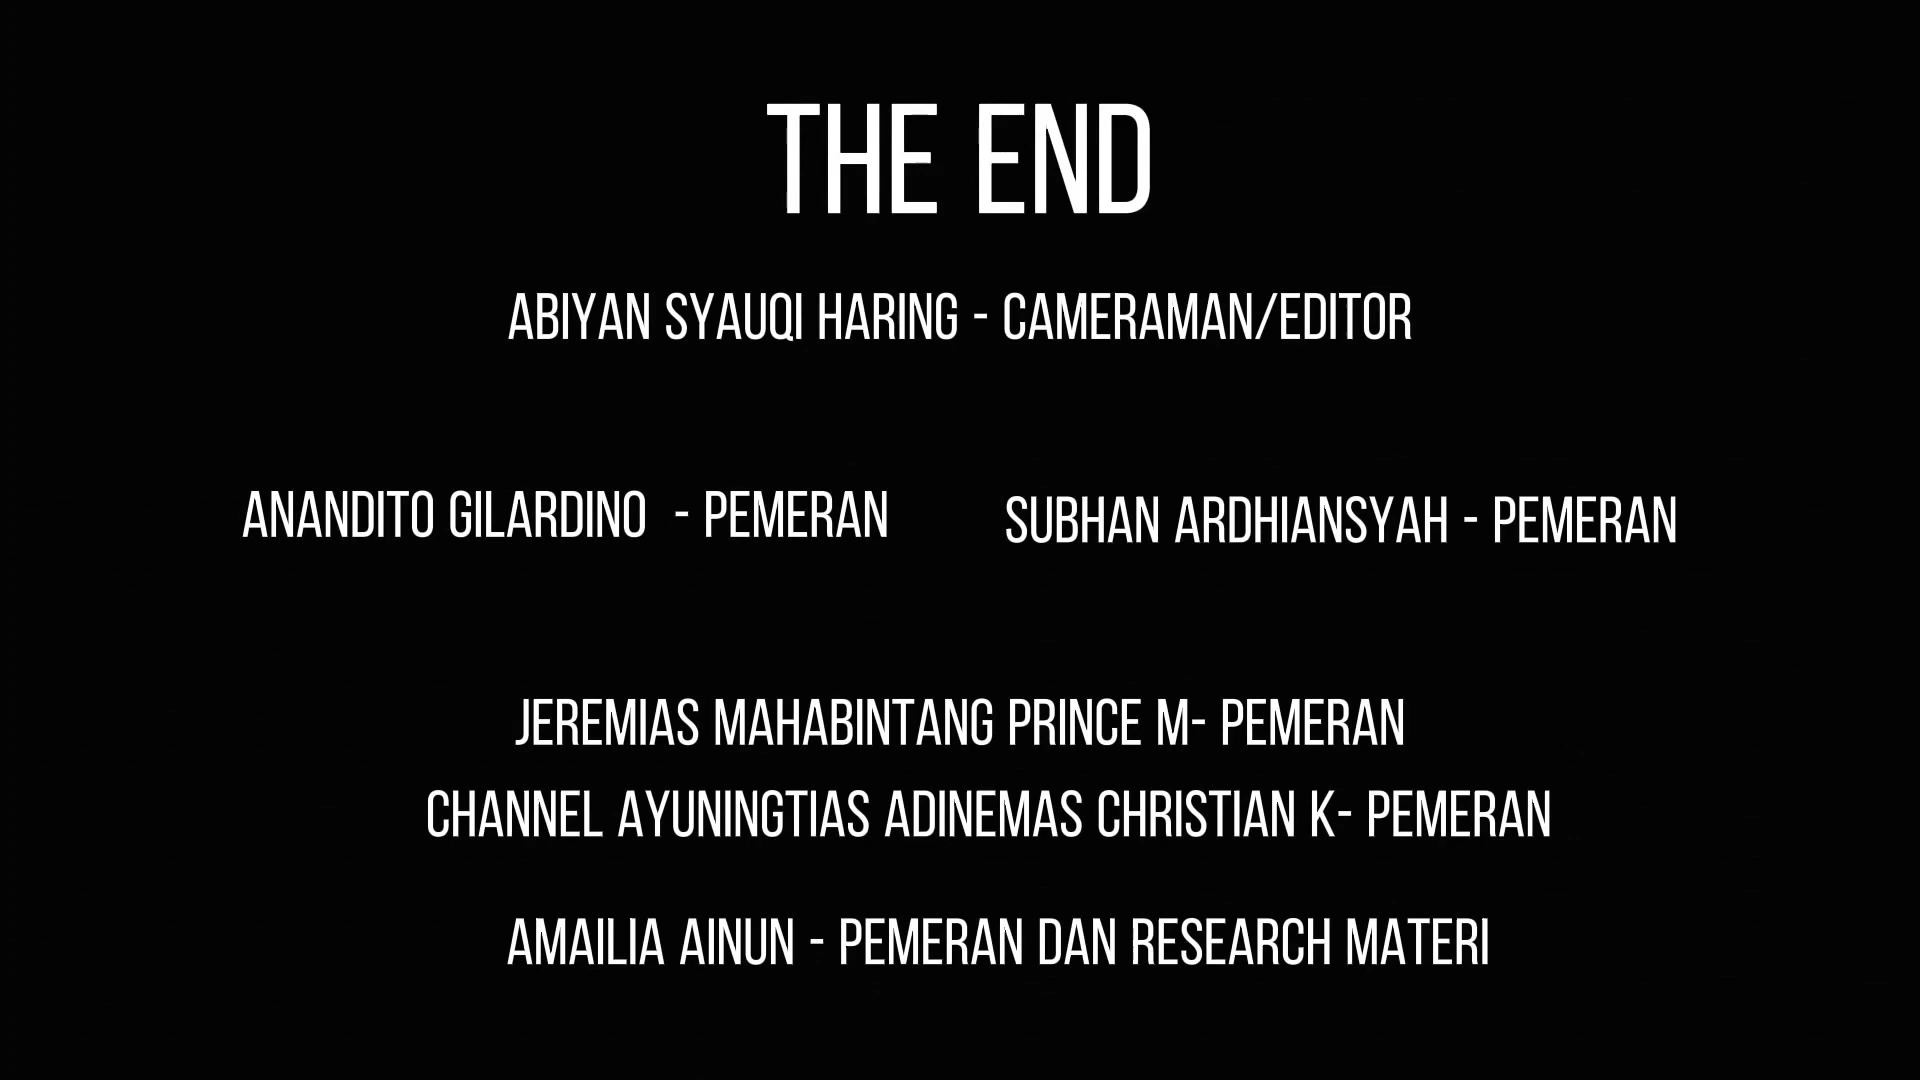 THE END
ABIYAN SYAUQI HARING - CAMERAMAN/EDITOR
ANANDITO GILARDINO - PEMERAN
SUBHAN ARDHIANSYAH - PEMERAN
JEREMIAS MAHABINTANG PRINCE M- PEMERAN
CHANNEL AYUNINGTIAS ADINEMAS CHRISTIAN K- PEMERAN
AMAILIA AINUN - PEMERAN DAN RESEARCH MATERI